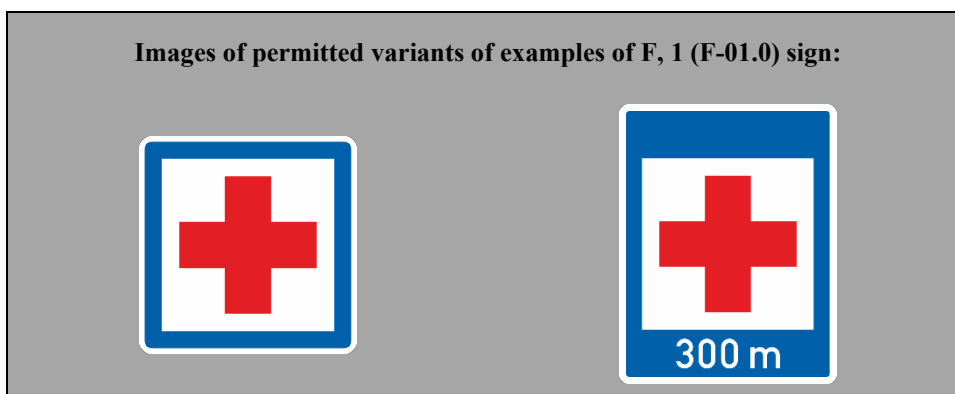 Images of permitted variants of examples of F, 1 (F-01.0) sign:
300 m